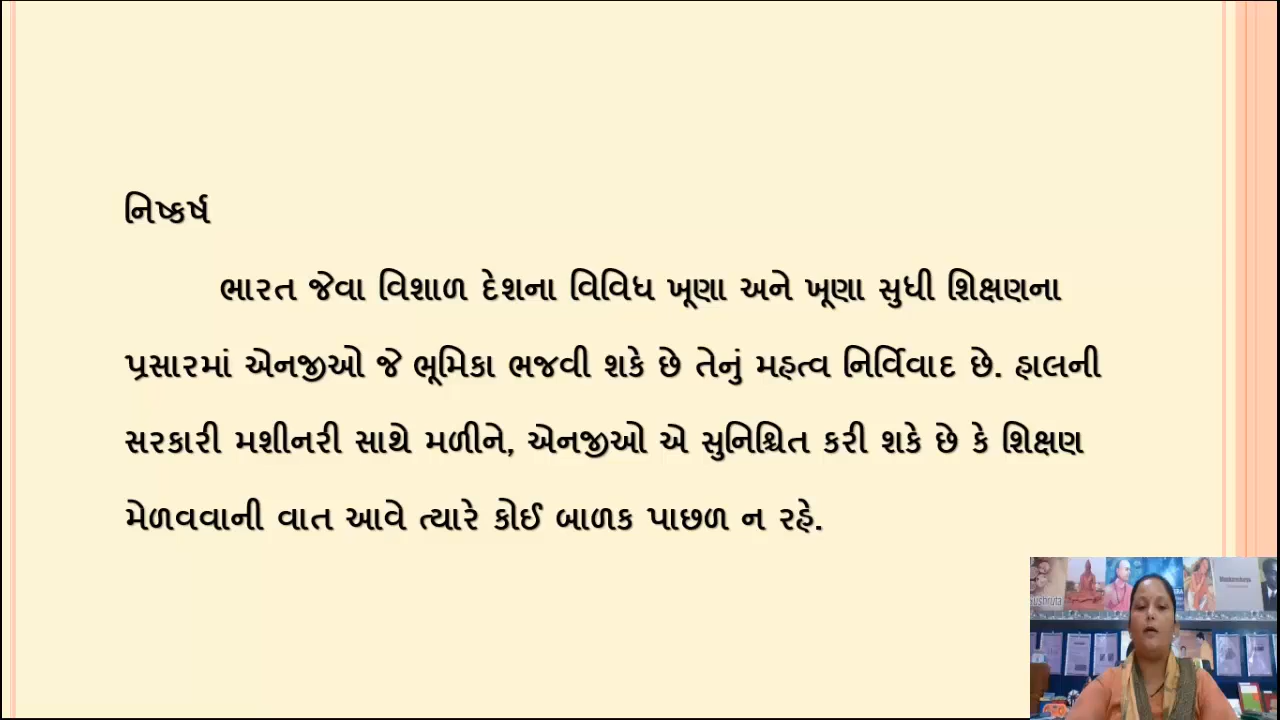 નિષ્કર્ષ
ભારત જેવા વિશાળ દેશના વિવિધ ખૂણા અને ખૂણા સુધી શિક્ષણના
પ્રસારમાં એનજીઓ જે ભૂમિકા ભજવી શકે છે તેનું મહત્વ નિર્વિવાદ છે. હાલની
સરકારી મશીનરી સાથે મળીને, એનજીઓ એ સુનિશ્ચિત કરી શકે છે કે શિક્ષણ
મેળવવાની વાત આવે ત્યારે કોઈ બાળક પાછળ ન રહે.